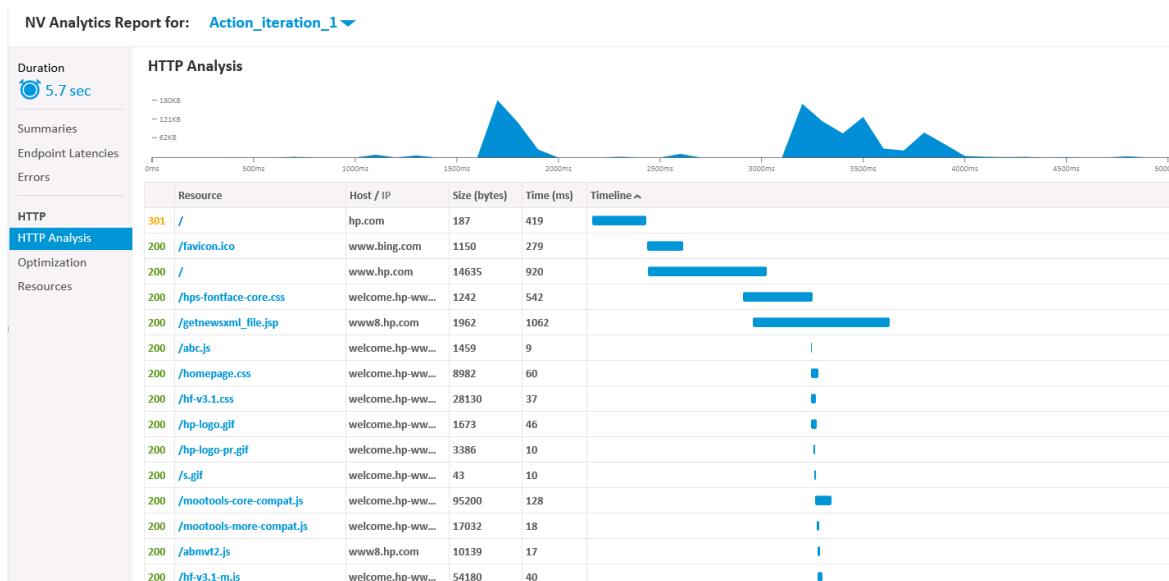 NV Analytics Report for: Action_iteration_1
Duration
5.7 sec
Summaries
Endpoint Latencies
Errors
HTTP
HTTP Analysis
Optimization
Resources
HTTP Analysis
180KB
121KB
62KB
0ms 500ms 1000ms 1500ms 2000ms 2500ms 3000ms 3500ms 4000ms 4500ms 5000
Resource Host / IP Size (bytes) Time (ms) Timeline
301 / hp.com 187 419
200 /favicon.ico www.bing.com 1150 279
200 / www.hp.com 14635 920
200 /hps-fontface-core.css welcome.hp-ww... 1242 542
200 /getnewsxml_file.jsp www8.hp.com 1962 1062
200 /abc.js welcome.hp-ww... 1459 9
200 /homepage.css welcome.hp-ww... 8982 60
200 /hf-v3.1.css welcome.hp-ww... 28130 37
200 /hp-logo.gif welcome.hp-ww... 1673 46
200 /hp-logo-pr.gif welcome.hp-ww... 3386 10
200 /s.gif welcome.hp-ww... 43 10
200 /mootools-core-compat.js welcome.hp-ww... 95200 128
200 /mootools-more-compat.js welcome.hp-ww... 17032 18
200 /abmvt2.js www8.hp.com 10139 17
200 /hf-v3.1-m.js welcome.hp-ww... 54180 40